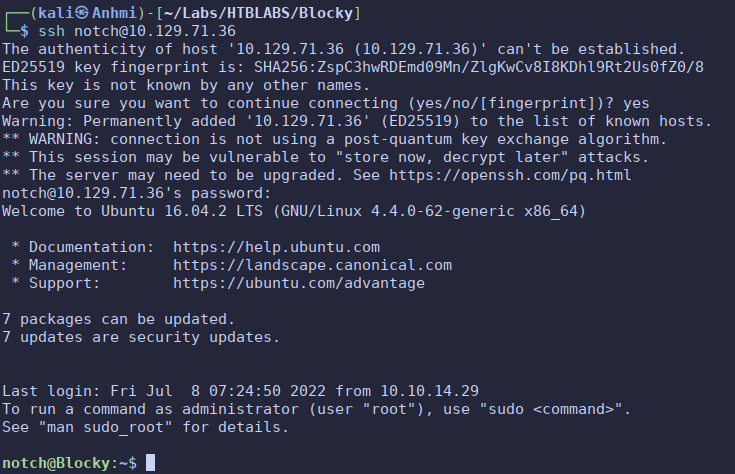 ┌──(kali㉿Anhmi)-[~/Labs/HTBLABS/Blocky]
└─$ ssh notch@10.129.71.36
The authenticity of host '10.129.71.36 (10.129.71.36)' can't be established.
ED25519 key fingerprint is: SHA256:ZspC3hwRDEmd09Mn/ZlgKwCv8I8KDhl9Rt2Us0fZ0/8
This key is not known by any other names.
Are you sure you want to continue connecting (yes/no/[fingerprint])? yes
Warning: Permanently added '10.129.71.36' (ED25519) to the list of known hosts.
** WARNING: connection is not using a post-quantum key exchange algorithm.
** This session may be vulnerable to "store now, decrypt later" attacks.
** The server may need to be upgraded. See https://openssh.com/pq.html
notch@10.129.71.36's password:
Welcome to Ubuntu 16.04.2 LTS (GNU/Linux 4.4.0-62-generic x86_64)

 * Documentation:  https://help.ubuntu.com
 * Management:     https://landscape.canonical.com
 * Support:        https://ubuntu.com/advantage

7 packages can be updated.
7 updates are security updates.


Last login: Fri Jul  8 07:24:50 2022 from 10.10.14.29
To run a command as administrator (user "root"), use "sudo <command>".
See "man sudo_root" for details.

notch@Blocky:~$